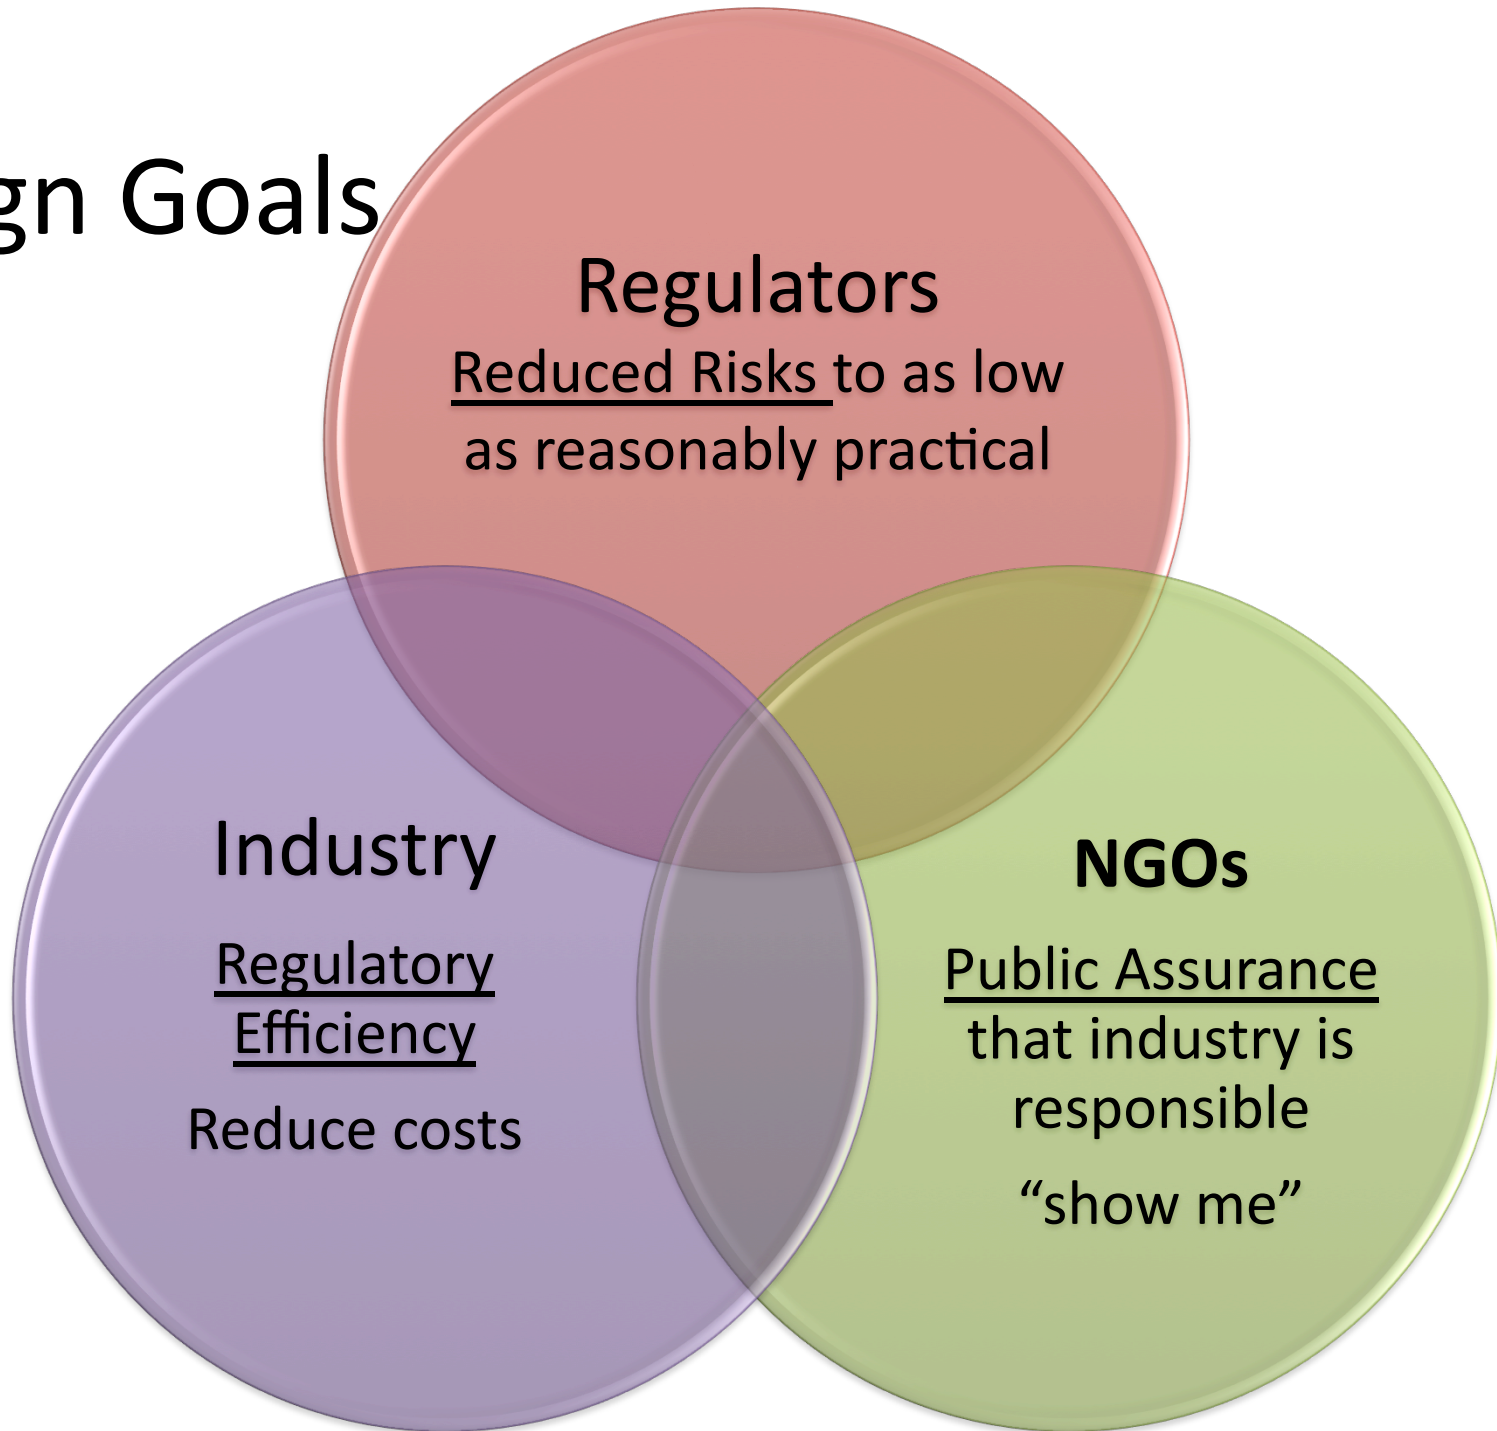 gn Goals
Regulators
Reduced Risks to as low
as reasonably practical
Industry
Regulatory
Efficiency
Reduce costs
NGOs
Public Assurance
that industry is
responsible
“show me”